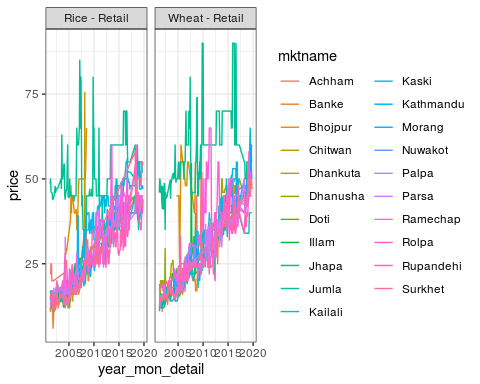 Rice - Retail
Wheat - Retail
75
50
25
price
2005 2010 2015 2020
2005 2010 2015 2020
year_mon_detail
mktname
Achham
Banke
Bhojpur
Chitwan
Dhankuta
Dhanusha
Doti
Illam
Jhapa
Jumla
Kailali
Kaski
Kathmandu
Morang
Nuwakot
Palpa
Parsa
Ramechap
Rolpa
Rupandehi
Surkhet